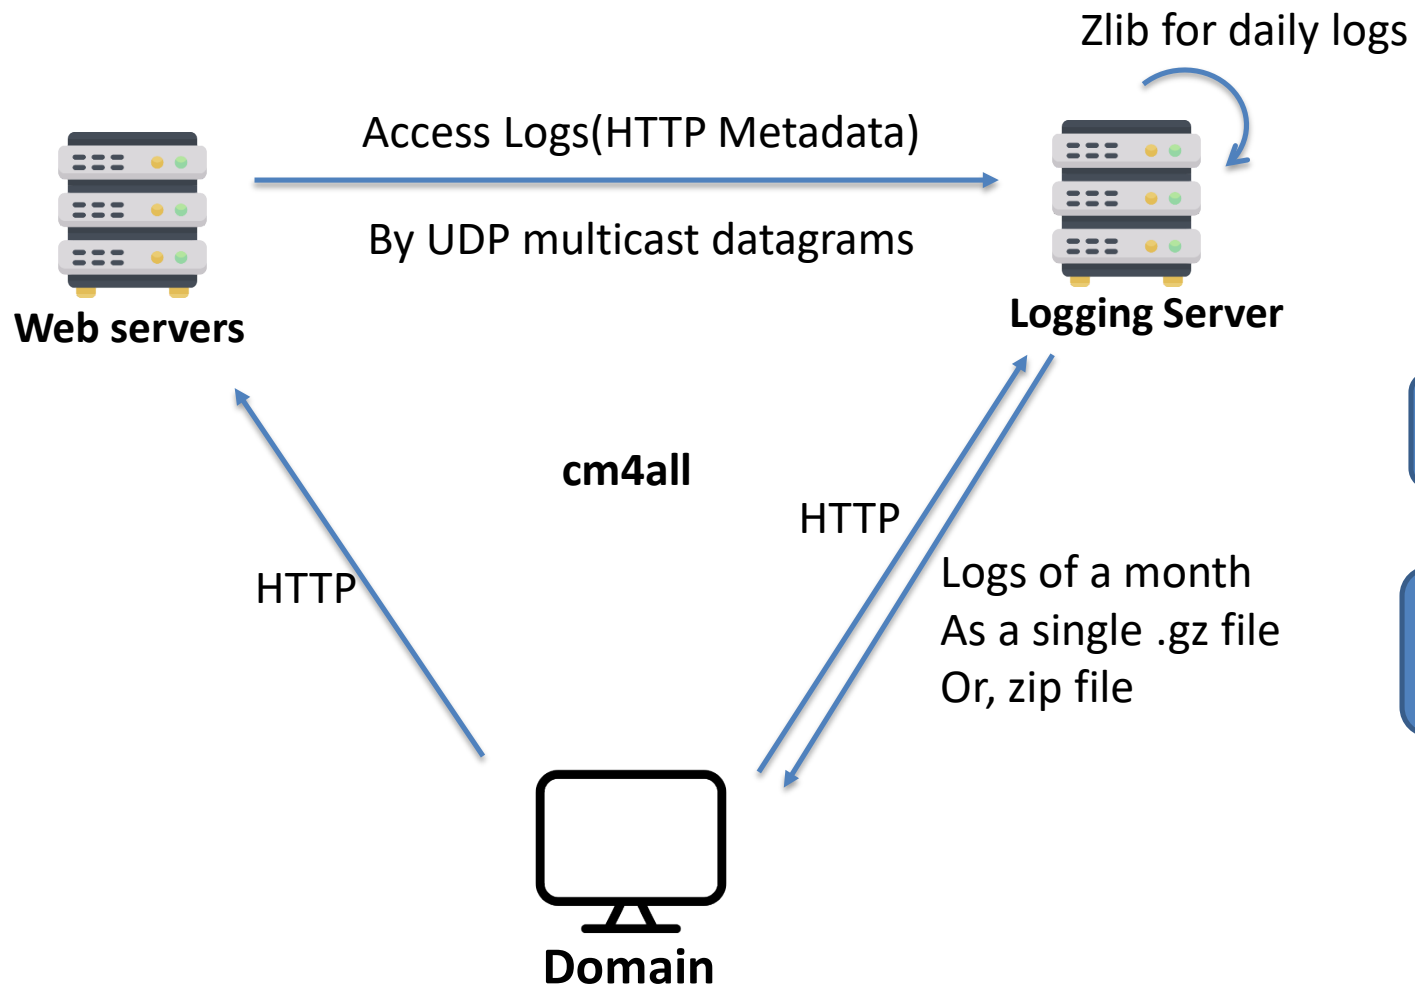 Zlib for daily logs
Access Logs(HTTP Metadata)
By UDP multicast datagrams
Web servers
Logging Server
cm4all
HTTP
HTTP
Logs of a month
As a single .gz file
Or, zip file
Domain